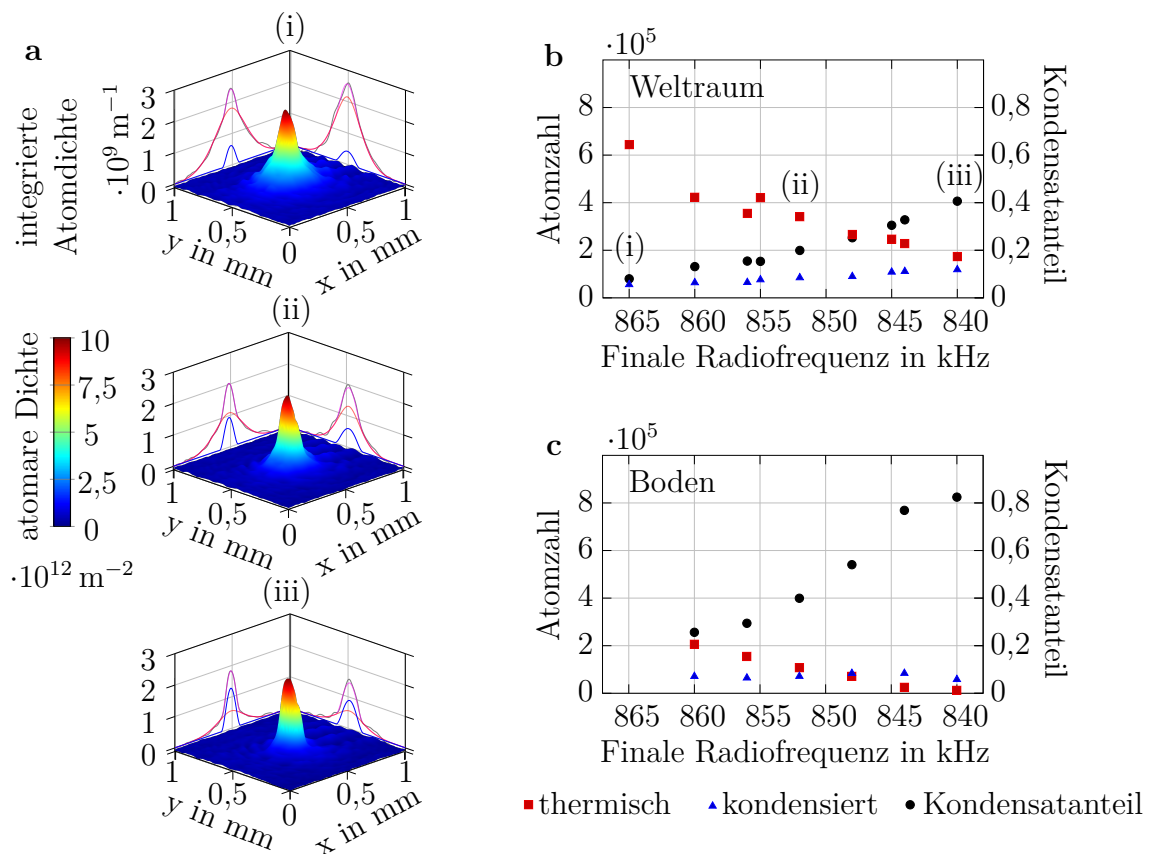 a
(i)
integrierte
Atomdichte
·10⁹ m⁻¹
3
2
1
0
1
0,5
0
0,5
1
y in mm
x in mm
(ii)
atomare Dichte
10
7,5
5
2,5
0
·10¹² m⁻²
3
2
1
0
1
0,5
0
0,5
1
y in mm
x in mm
(iii)
3
2
1
0
1
0,5
0
0,5
1
y in mm
x in mm
b
·10⁵
Weltraum
Atomzahl
8
6
4
2
0
Kondensatanteil
0,8
0,6
0,4
0,2
0
(i)
(ii)
(iii)
865 860 855 850 845 840
Finale Radiofrequenz in kHz
c
·10⁵
Boden
Atomzahl
8
6
4
2
0
Kondensatanteil
0,8
0,6
0,4
0,2
0
865 860 855 850 845 840
Finale Radiofrequenz in kHz
thermisch kondensiert Kondensatanteil